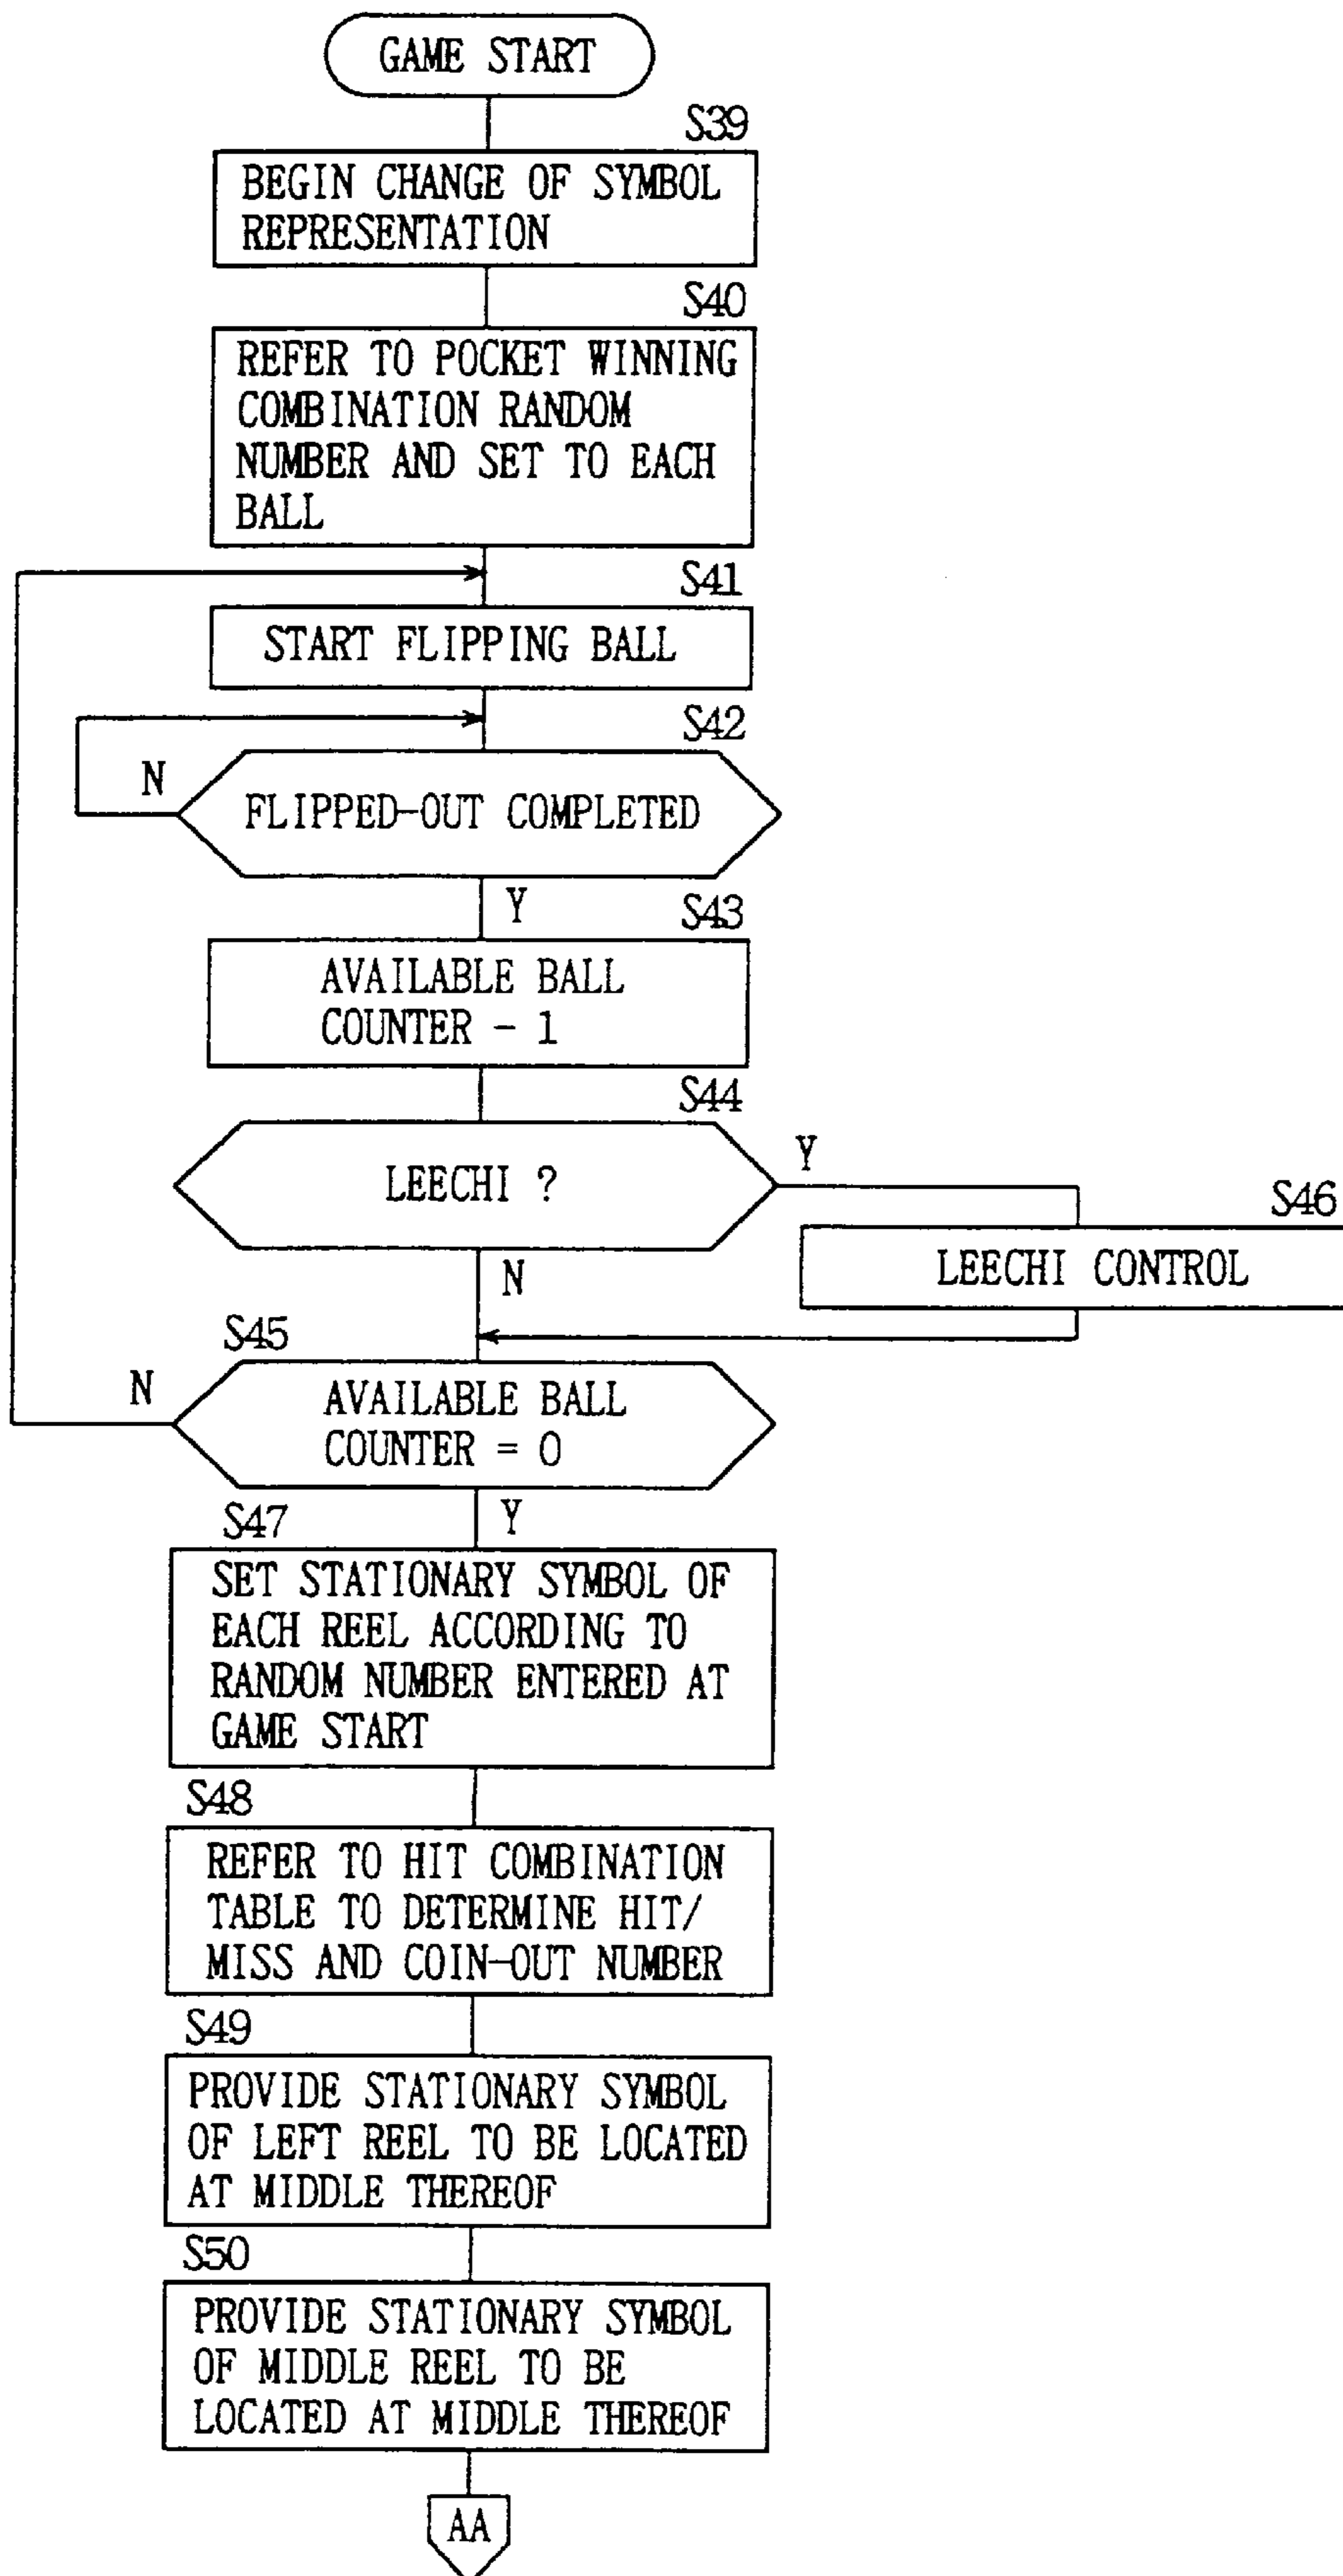 GAME START
S39
BEGIN CHANGE OF SYMBOL
REPRESENTATION
S40
REFER TO POCKET WINNING
COMBINATION RANDOM
NUMBER AND SET TO EACH
BALL
S41
START FLIPPING BALL
S42
N
FLIPPED-OUT COMPLETED
Y
S43
AVAILABLE BALL
COUNTER - 1
S44
LEECHI ?
Y
S46
LEECHI CONTROL
N
S45
N
AVAILABLE BALL
COUNTER = 0
Y
S47
SET STATIONARY SYMBOL OF
EACH REEL ACCORDING TO
RANDOM NUMBER ENTERED AT
GAME START
S48
REFER TO HIT COMBINATION
TABLE TO DETERMINE HIT/
MISS AND COIN-OUT NUMBER
S49
PROVIDE STATIONARY SYMBOL
OF LEFT REEL TO BE LOCATED
AT MIDDLE THEREOF
S50
PROVIDE STATIONARY SYMBOL
OF MIDDLE REEL TO BE
LOCATED AT MIDDLE THEREOF
AA